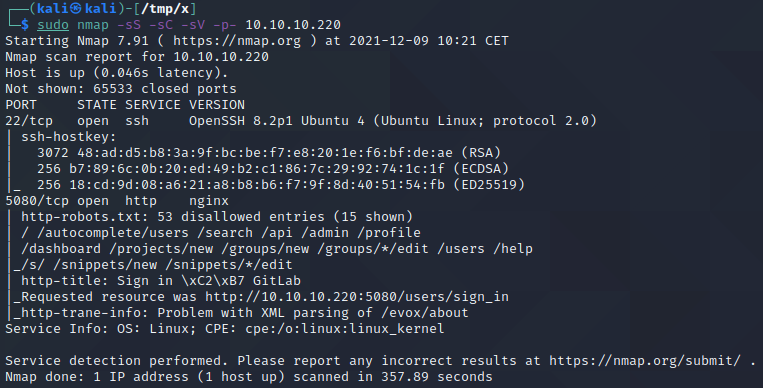 ┌──(kali㉿kali)-[/tmp/x]
└─$ sudo nmap -sS -sC -sV -p- 10.10.10.220
Starting Nmap 7.91 ( https://nmap.org ) at 2021-12-09 10:21 CET
Nmap scan report for 10.10.10.220
Host is up (0.046s latency).
Not shown: 65533 closed ports
PORT     STATE SERVICE VERSION
22/tcp   open  ssh     OpenSSH 8.2p1 Ubuntu 4 (Ubuntu Linux; protocol 2.0)
| ssh-hostkey:
|   3072 48:ad:d5:b8:3a:9f:bc:be:f7:e8:20:1e:f6:bf:de:ae (RSA)
|   256 b7:89:6c:0b:20:ed:49:b2:c1:86:7c:29:92:74:1c:1f (ECDSA)
|_  256 18:cd:9d:08:a6:21:a8:b8:b6:f7:9f:8d:40:51:54:fb (ED25519)
5080/tcp open  http    nginx
| http-robots.txt: 53 disallowed entries (15 shown)
| / /autocomplete/users /search /api /admin /profile
| /dashboard /projects/new /groups/new /groups/*/edit /users /help
|_/s/ /snippets/new /snippets/*/edit
| http-title: Sign in \xC2\xB7 GitLab
|_Requested resource was http://10.10.10.220:5080/users/sign_in
|_http-trane-info: Problem with XML parsing of /evox/about
Service Info: OS: Linux; CPE: cpe:/o:linux:linux_kernel

Service detection performed. Please report any incorrect results at https://nmap.org/submit/ .
Nmap done: 1 IP address (1 host up) scanned in 357.89 seconds